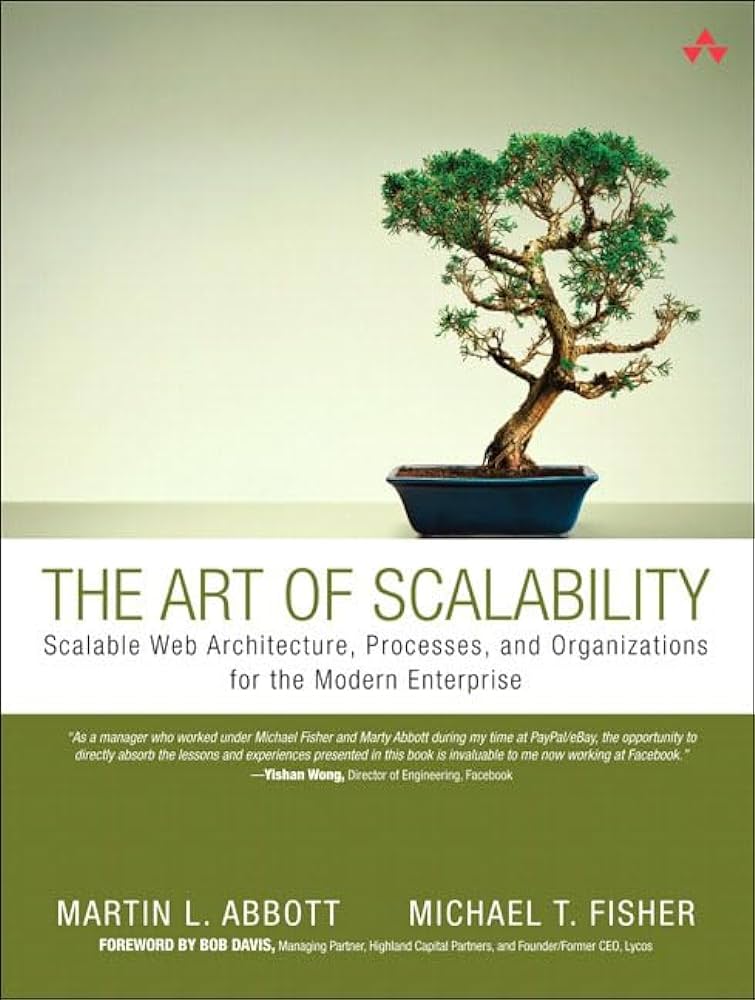 THE ART OF SCALABILITY
Scalable Web Architecture, Processes, and Organizations
for the Modern Enterprise
"As a manager who worked under Michael Fisher and Marty Abbott during my time at PayPal/eBay, the opportunity to
directly absorb the lessons and experiences presented in this book is invaluable to me now working at Facebook."
—Yishan Wong, Director of Engineering, Facebook
MARTIN L. ABBOTT MICHAEL T. FISHER
FOREWORD BY BOB DAVIS, Managing Partner, Highland Capital Partners, and Founder/Former CEO, Lycos